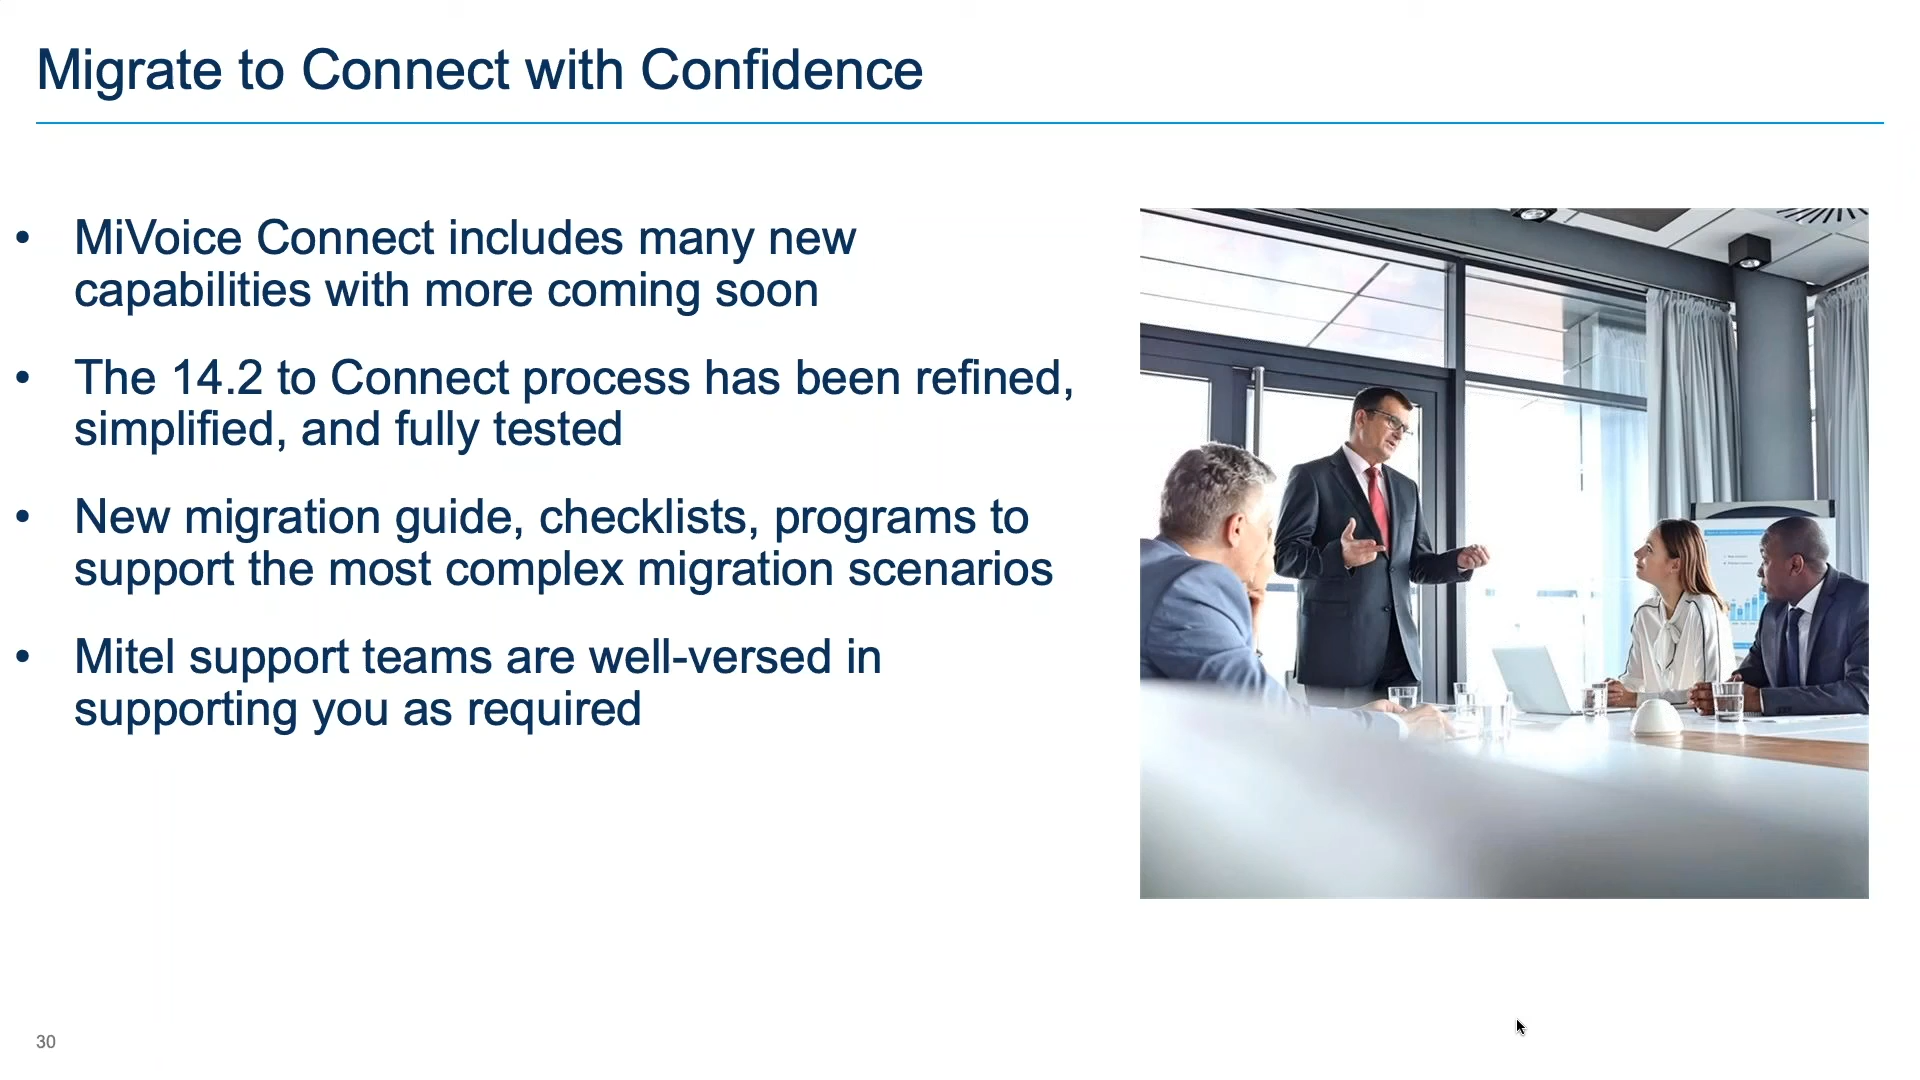 Migrate to Connect with Confidence
• MiVoice Connect includes many new
capabilities with more coming soon
• The 14.2 to Connect process has been refined,
simplified, and fully tested
• New migration guide, checklists, programs to
support the most complex migration scenarios
• Mitel support teams are well-versed in
supporting you as required
30